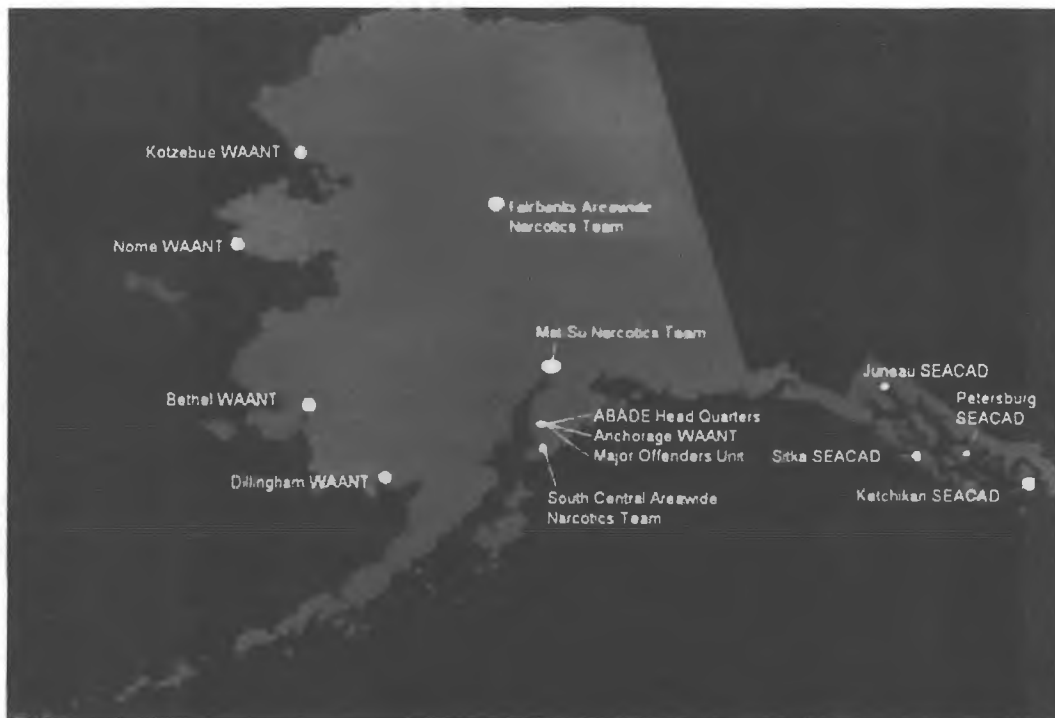 Kotzebue WAANT
Fairbanks Areawide
Narcotics Team
Nome WAANT
Mat-Su Narcotics Team
Juneau SEACAD
Petersburg
SEACAD
Bethel WAANT
ABADE Head Quarters
Anchorage WAANT
Major Offenders Unit
Sitka SEACAD
Dillingham WAANT
Ketchikan SEACAD
South Central Areawide
Narcotics Team